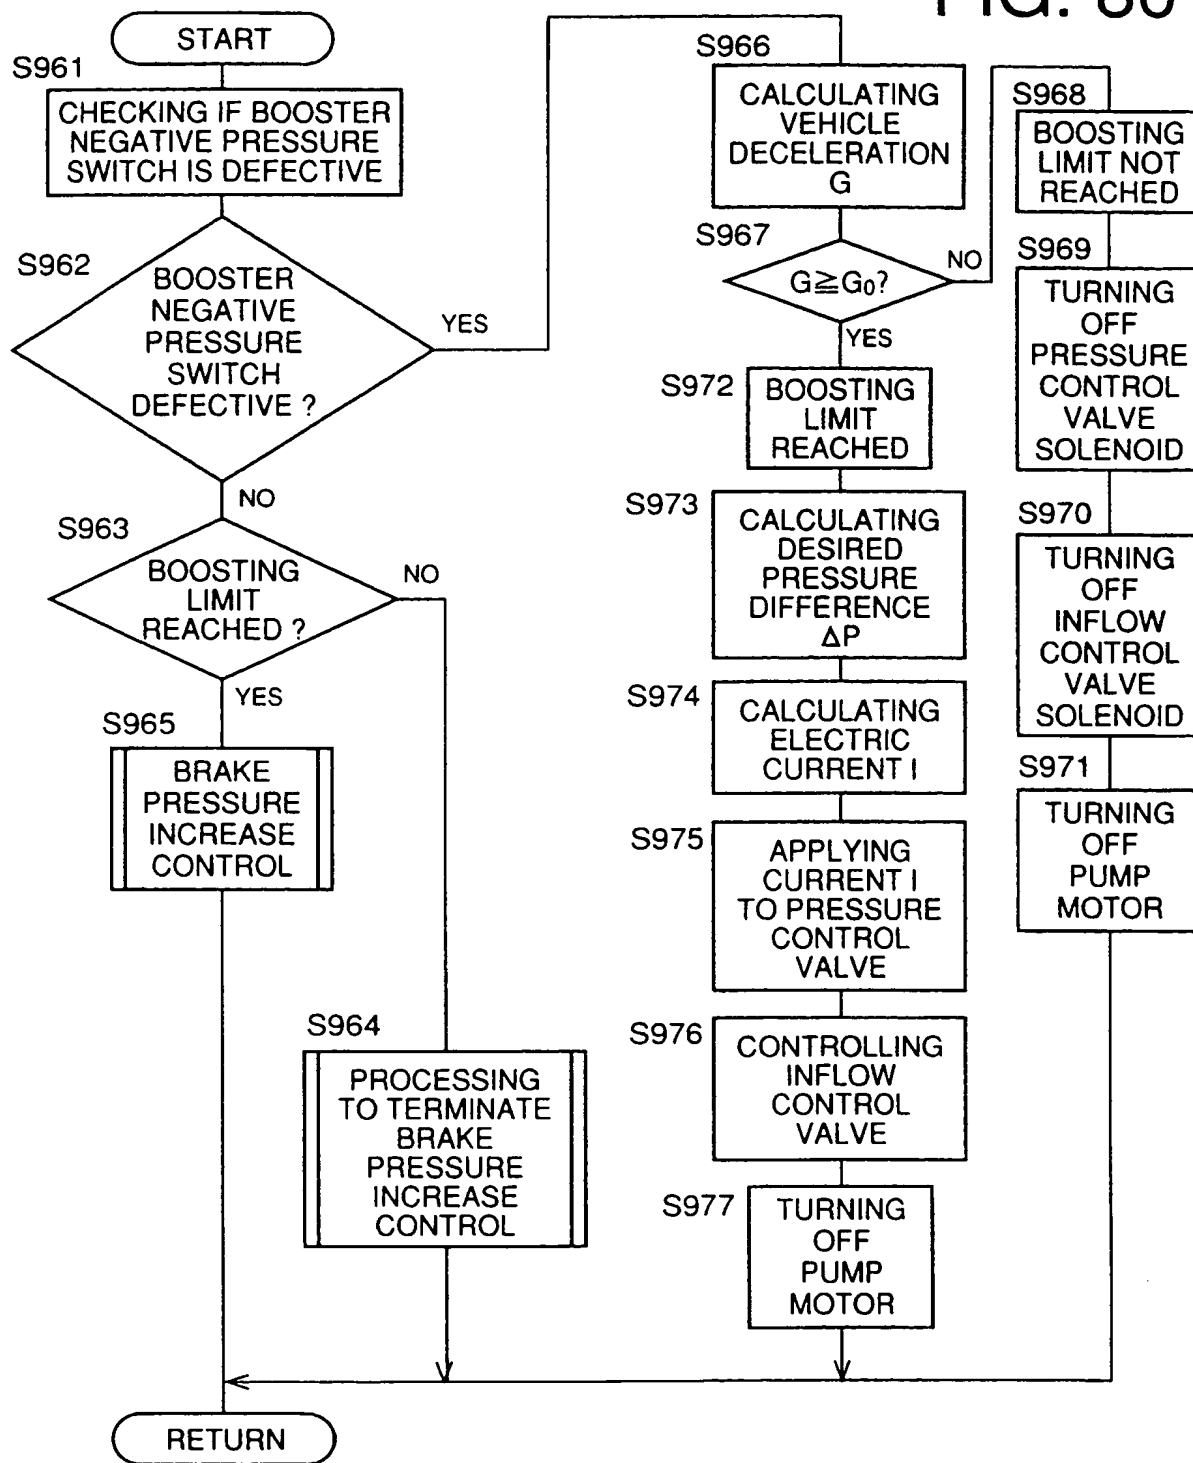 FIG. 80
START
S961
CHECKING IF BOOSTER
NEGATIVE PRESSURE
SWITCH IS DEFECTIVE
S962
BOOSTER
NEGATIVE
PRESSURE
SWITCH
DEFECTIVE ?
YES
NO
S963
BOOSTING
LIMIT
REACHED ?
NO
YES
S965
BRAKE
PRESSURE
INCREASE
CONTROL
S964
PROCESSING
TO TERMINATE
BRAKE
PRESSURE
INCREASE
CONTROL
S966
CALCULATING
VEHICLE
DECELERATION
G
S967
G≧G0?
NO
YES
S972
BOOSTING
LIMIT
REACHED
S973
CALCULATING
DESIRED
PRESSURE
DIFFERENCE
ΔP
S974
CALCULATING
ELECTRIC
CURRENT I
S975
APPLYING
CURRENT I
TO PRESSURE
CONTROL
VALVE
S976
CONTROLLING
INFLOW
CONTROL
VALVE
S977
TURNING
OFF
PUMP
MOTOR
S968
BOOSTING
LIMIT NOT
REACHED
S969
TURNING
OFF
PRESSURE
CONTROL
VALVE
SOLENOID
S970
TURNING
OFF
INFLOW
CONTROL
VALVE
SOLENOID
S971
TURNING
OFF
PUMP
MOTOR
RETURN